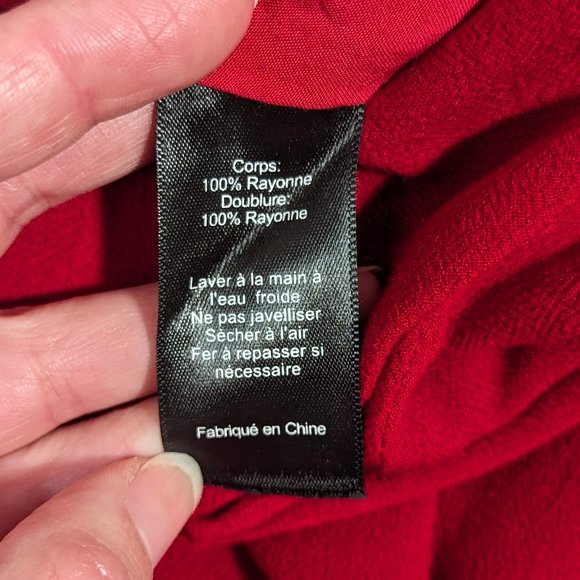 Corps:
100% Rayonne
Doublure:
100% Rayonne
Laver à la main à
l'eau froide
Ne pas javelliser
Sècher à l'air
Fer à repasser si
nécessaire
Fabriqué en Chine